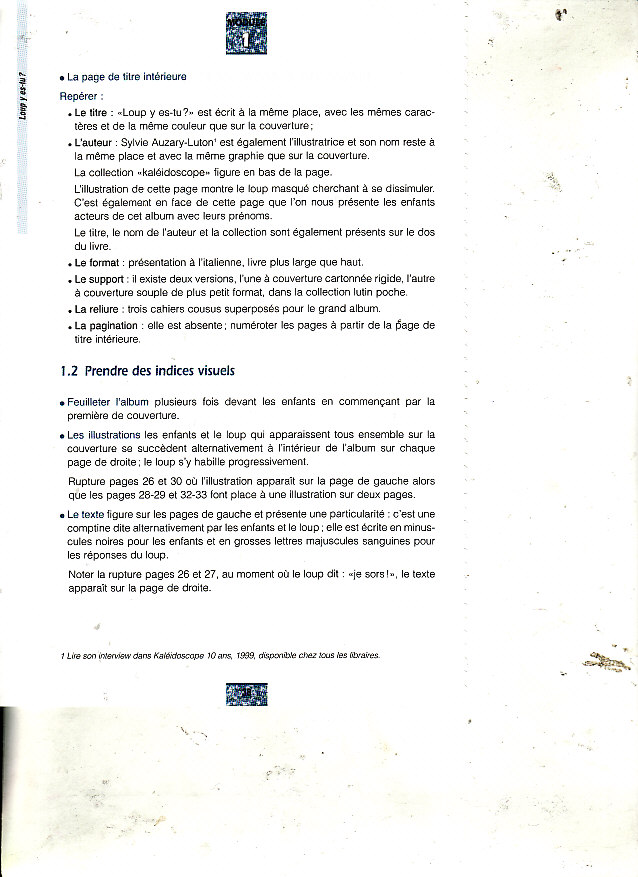 MODULE
1
Loup y es-tu?
• La page de titre intérieure
Repérer :
• Le titre : «Loup y es-tu?» est écrit à la même place, avec les mêmes carac-
tères et de la même couleur que sur la couverture;
• L'auteur : Sylvie Auzary-Luton¹ est également l'illustratrice et son nom reste à
la même place et avec la même graphie que sur la couverture.
La collection «kaléidoscope» figure en bas de la page.
L'illustration de cette page montre le loup masqué cherchant à se dissimuler.
C'est également en face de cette page que l'on nous présente les enfants
acteurs de cet album avec leurs prénoms.
Le titre, le nom de l'auteur et la collection sont également présents sur le dos
du livre.
• Le format : présentation à l'italienne, livre plus large que haut.
• Le support : il existe deux versions, l'une à couverture cartonnée rigide, l'autre
à couverture souple de plus petit format, dans la collection lutin poche.
• La reliure : trois cahiers cousus superposés pour le grand album.
• La pagination : elle est absente; numéroter les pages à partir de la page de
titre intérieure.
1.2 Prendre des indices visuels
• Feuilleter l'album plusieurs fois devant les enfants en commençant par la
première de couverture.
• Les illustrations les enfants et le loup qui apparaissent tous ensemble sur la
couverture se succèdent alternativement à l'intérieur de l'album sur chaque
page de droite; le loup s'y habille progressivement.
Rupture pages 26 et 30 où l'illustration apparaît sur la page de gauche alors
que les pages 28-29 et 32-33 font place à une illustration sur deux pages.
• Le texte figure sur les pages de gauche et présente une particularité : c'est une
comptine dite alternativement par les enfants et le loup; elle est écrite en minus-
cules noires pour les enfants et en grosses lettres majuscules sanguines pour
les réponses du loup.
Noter la rupture pages 26 et 27, au moment où le loup dit : «je sors!», le texte
apparaît sur la page de droite.
1 Lire son interview dans Kaléidoscope 10 ans, 1999, disponible chez tous les libraires.